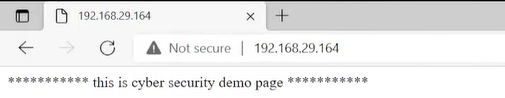 192.168.29.164
Not secure | 192.168.29.164
*********** this is cyber security demo page ***********